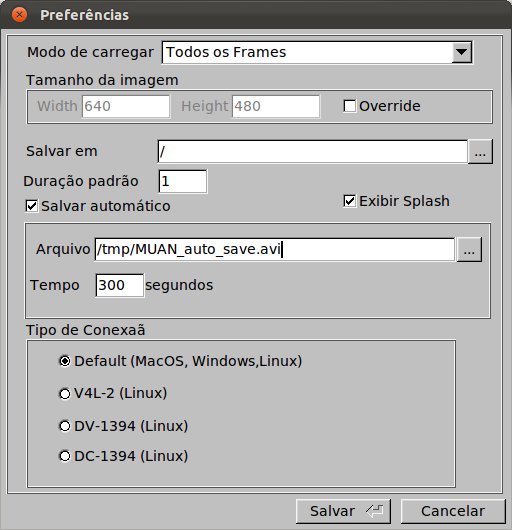 Preferências
Modo de carregar Todos os Frames
Tamanho da imagem
Width 640 Height 480 Override
Salvar em / ...
Duração padrão 1
Salvar automático Exibir Splash
Arquivo /tmp/MUAN_auto_save.avi ...
Tempo 300 segundos
Tipo de Conexaã
Default (MacOS, Windows,Linux)
V4L-2 (Linux)
DV-1394 (Linux)
DC-1394 (Linux)
Salvar Cancelar